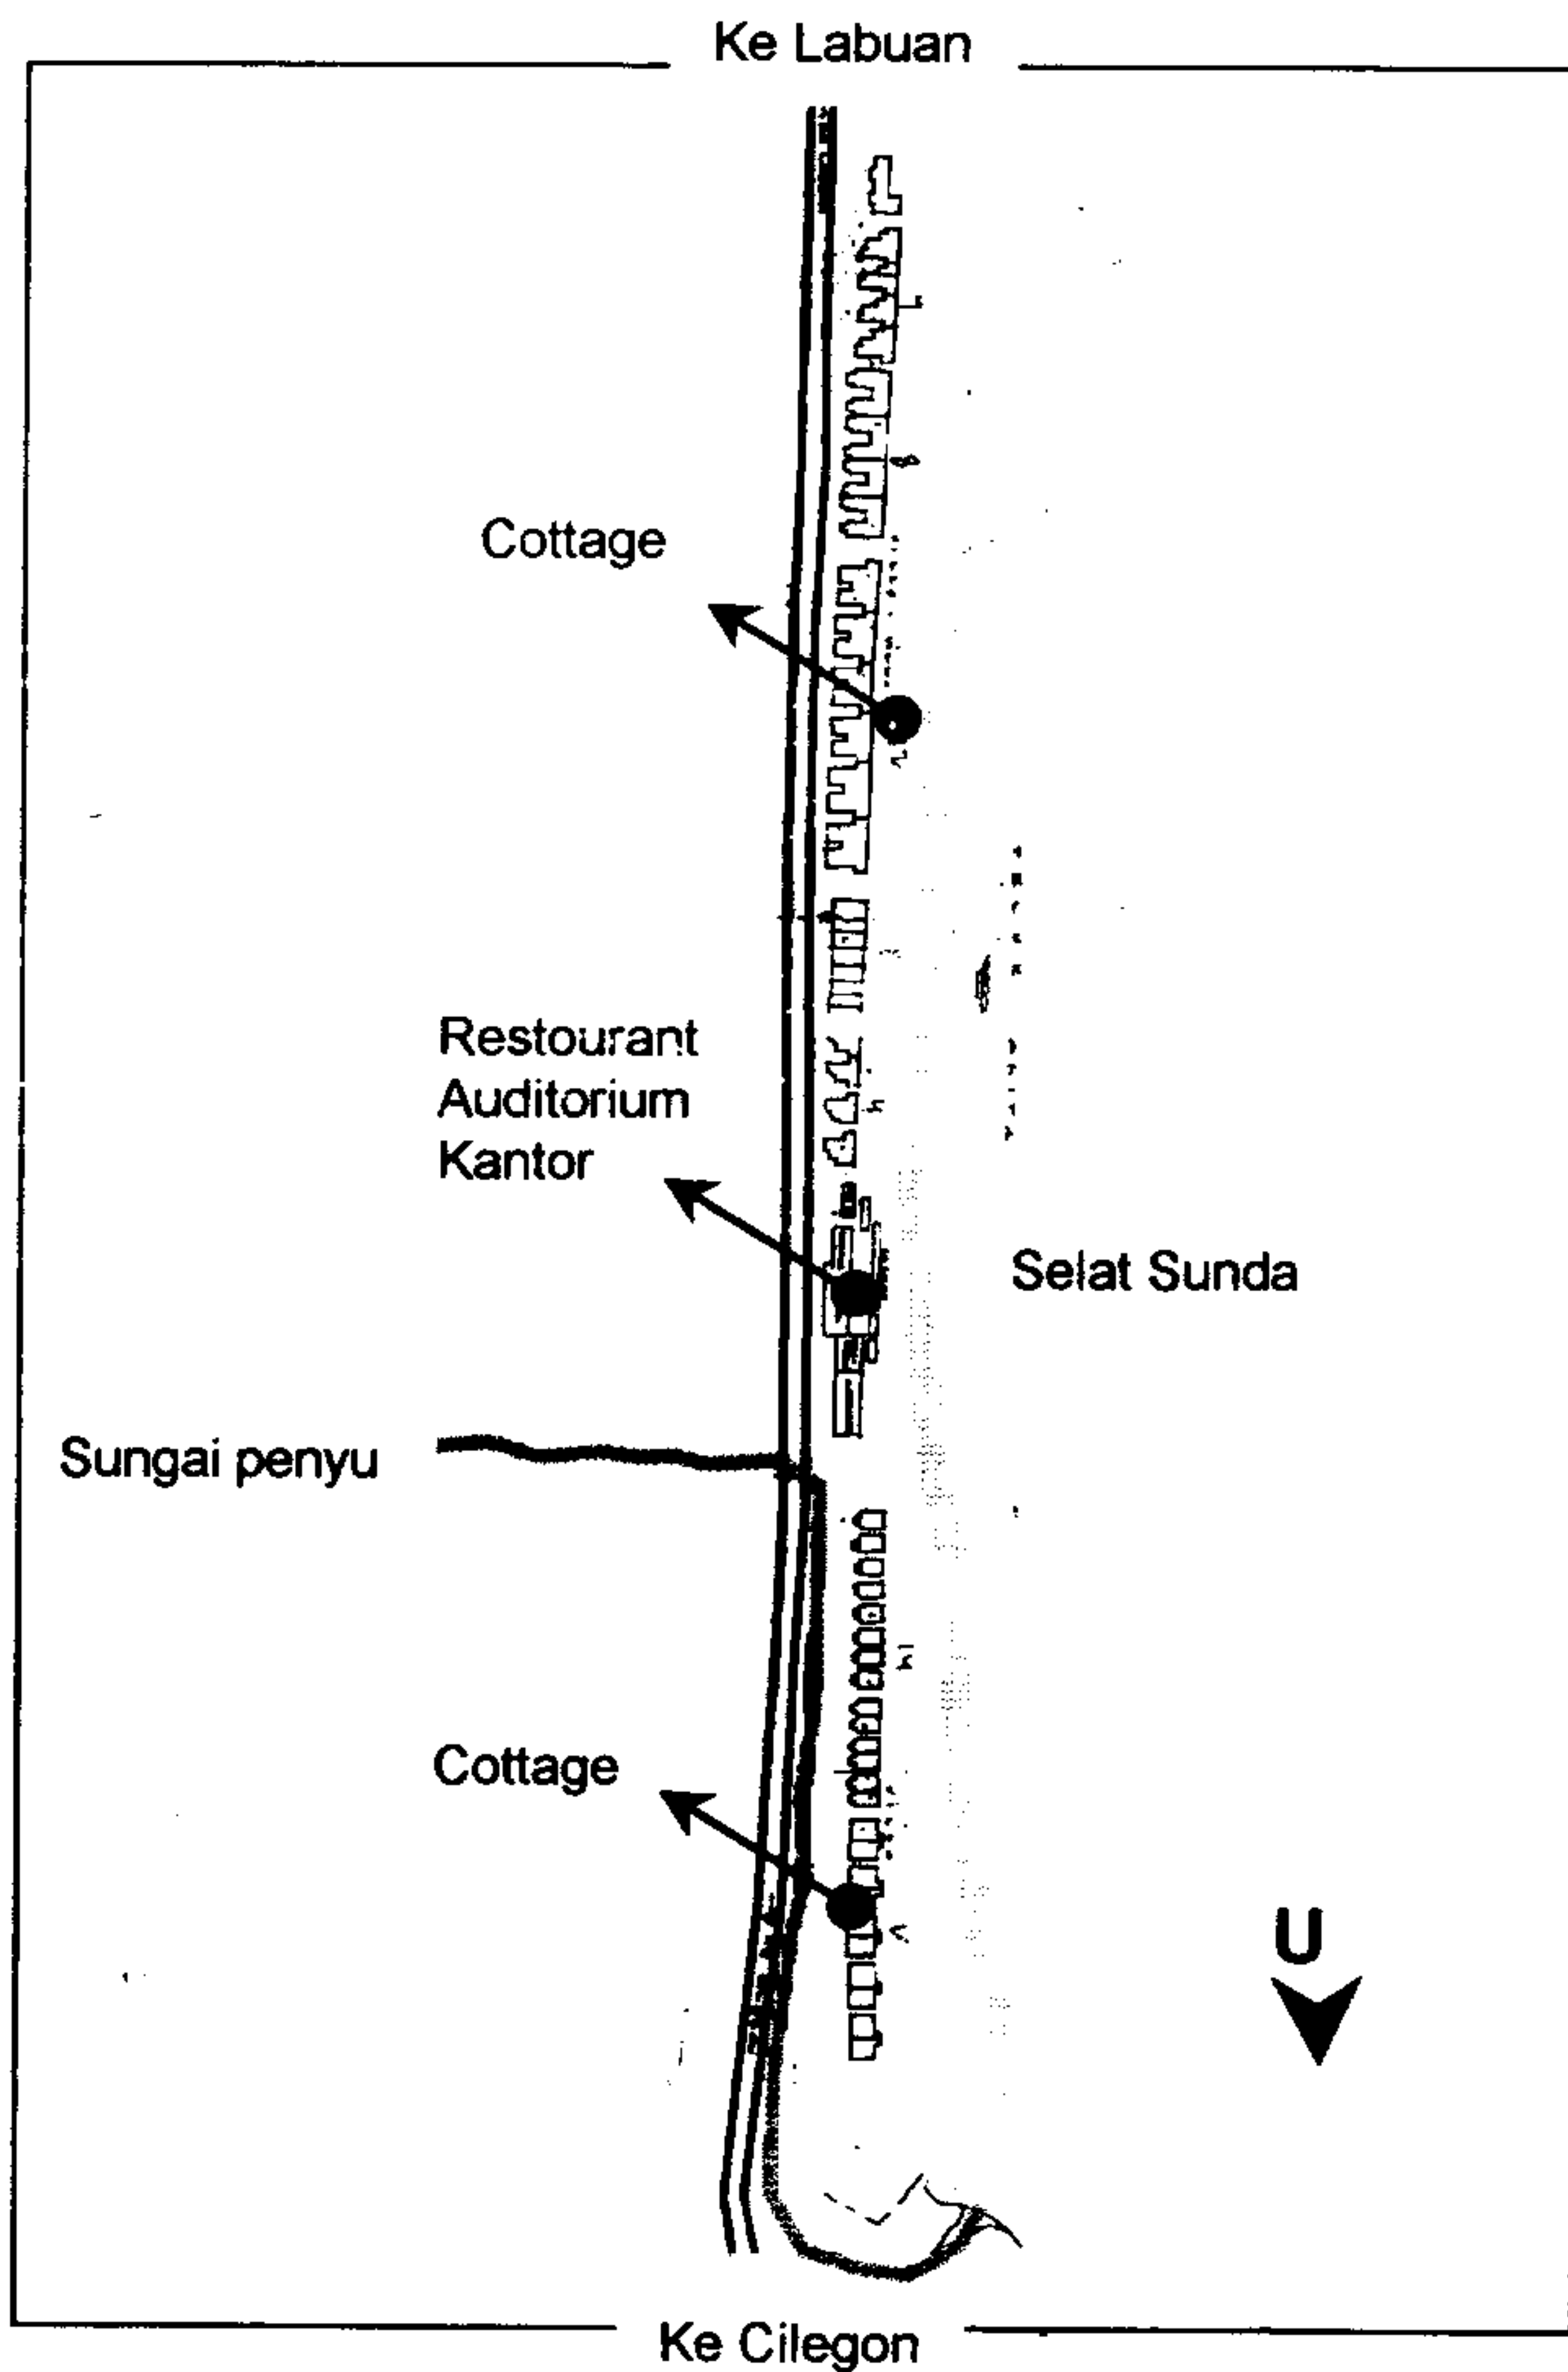 Ke Labuan
Cottage
Restourant
Auditorium
Kantor
Selat Sunda
Sungai penyu
Cottage
U
Ke Cilegon